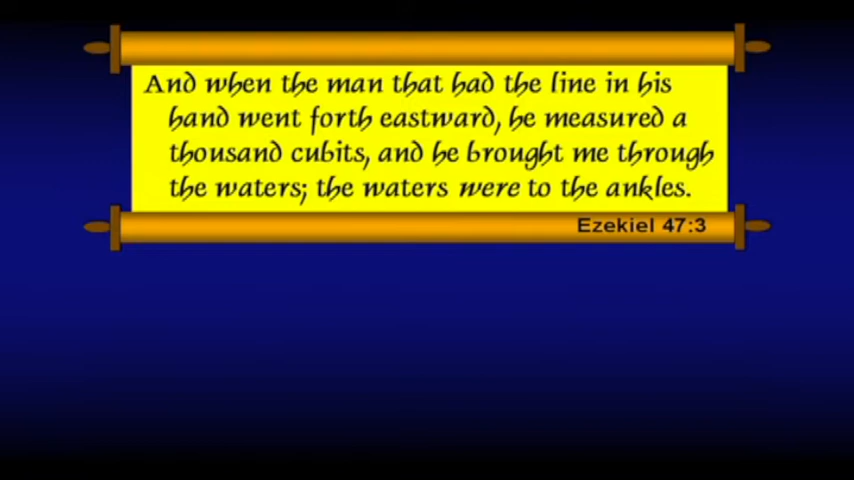 And when the man that had the line in his
hand went forth eastward, he measured a
thousand cubits, and he brought me through
the waters; the waters were to the ankles.
Ezekiel 47:3